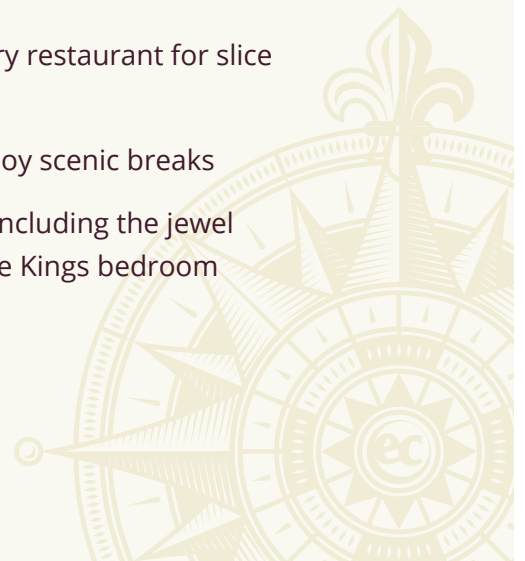 ry restaurant for slice
oy scenic breaks
ncluding the jewel
e Kings bedroom
ec